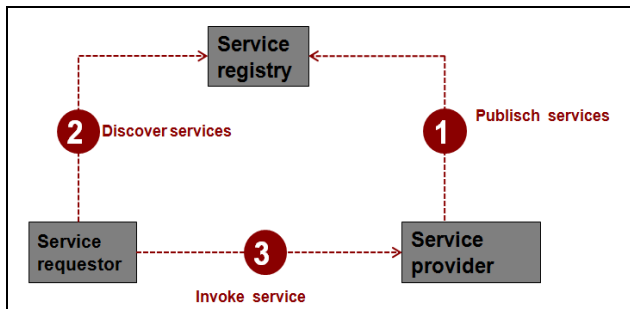 Service
registry
2
Discover services
1
Publisch services
Service
requestor
3
Service
provider
Invoke service